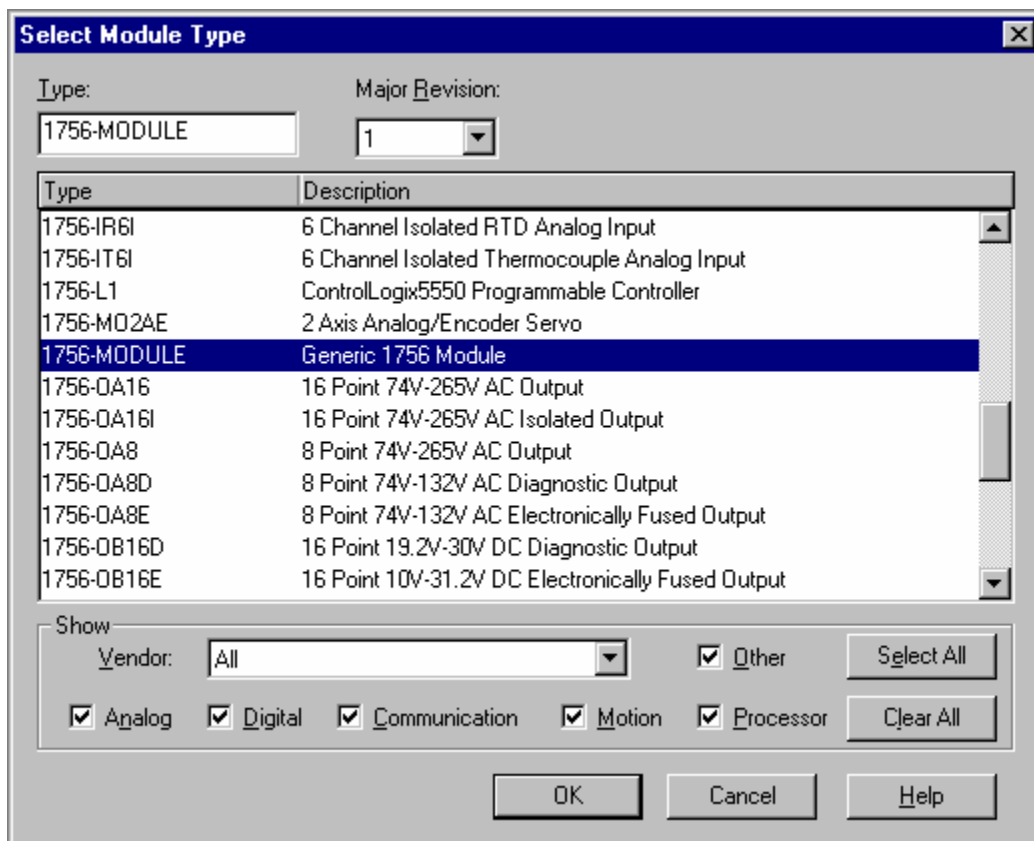 Select Module Type
Type: Major Revision:
1756-MODULE 1
Type Description
1756-IR6I 6 Channel Isolated RTD Analog Input
1756-IT6I 6 Channel Isolated Thermocouple Analog Input
1756-L1 ControlLogix5550 Programmable Controller
1756-MO2AE 2 Axis Analog/Encoder Servo
1756-MODULE Generic 1756 Module
1756-OA16 16 Point 74V-265V AC Output
1756-OA16I 16 Point 74V-265V AC Isolated Output
1756-OA8 8 Point 74V-265V AC Output
1756-OA8D 8 Point 74V-132V AC Diagnostic Output
1756-OA8E 8 Point 74V-132V AC Electronically Fused Output
1756-OB16D 16 Point 19.2V-30V DC Diagnostic Output
1756-OB16E 16 Point 10V-31.2V DC Electronically Fused Output
Show
Vendor: All Other Select All
Analog Digital Communication Motion Processor Clear All
OK Cancel Help